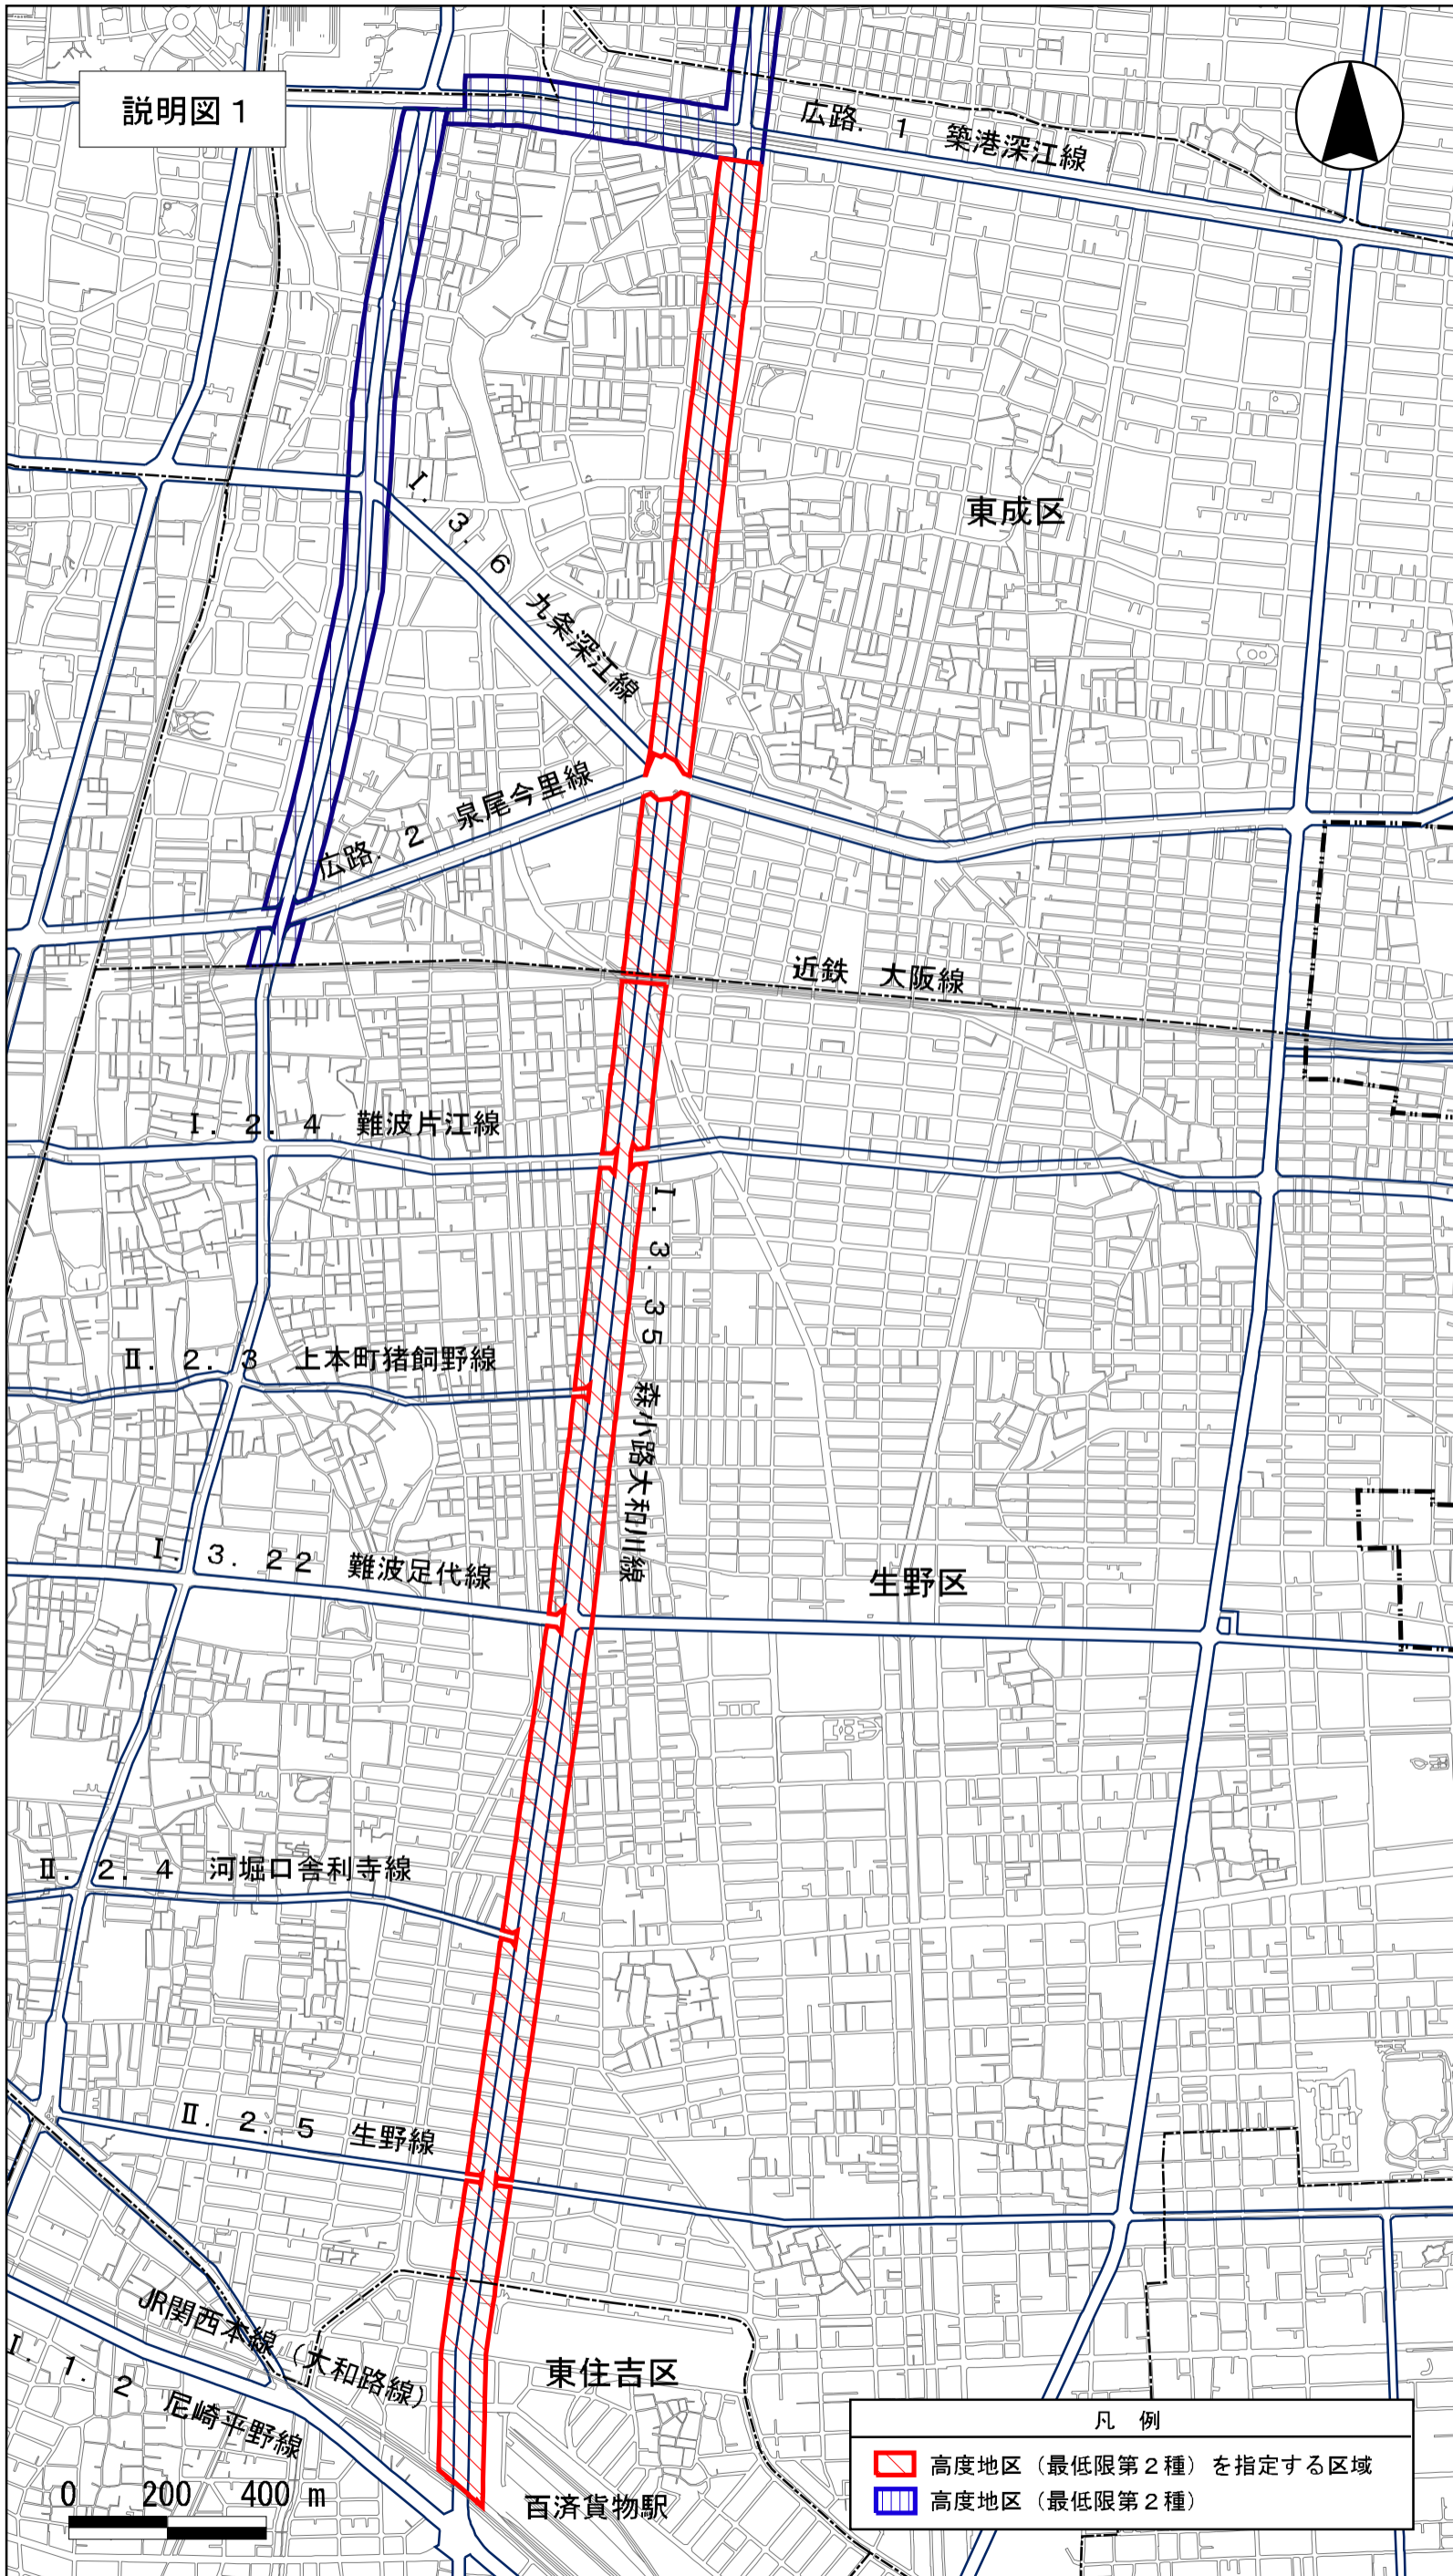 説明図１
広路．１　築港深江線
東成区
Ⅰ．３．６　九条深江線
広路．２　泉尾今里線
近鉄　大阪線
Ⅰ．２．４　難波片江線
Ⅰ．３．３５　森小路大和川線
Ⅱ．２．３　上本町猪飼野線
Ⅰ．３．２２　難波足代線
生野区
Ⅱ．２．４　河堀口舎利寺線
Ⅱ．２．５　生野線
JR関西本線（大和路線）
Ⅰ．１．２　尼崎平野線
東住吉区
百済貨物駅
0　200　400 m
凡　例
高度地区（最低限第２種）を指定する区域
高度地区（最低限第２種）